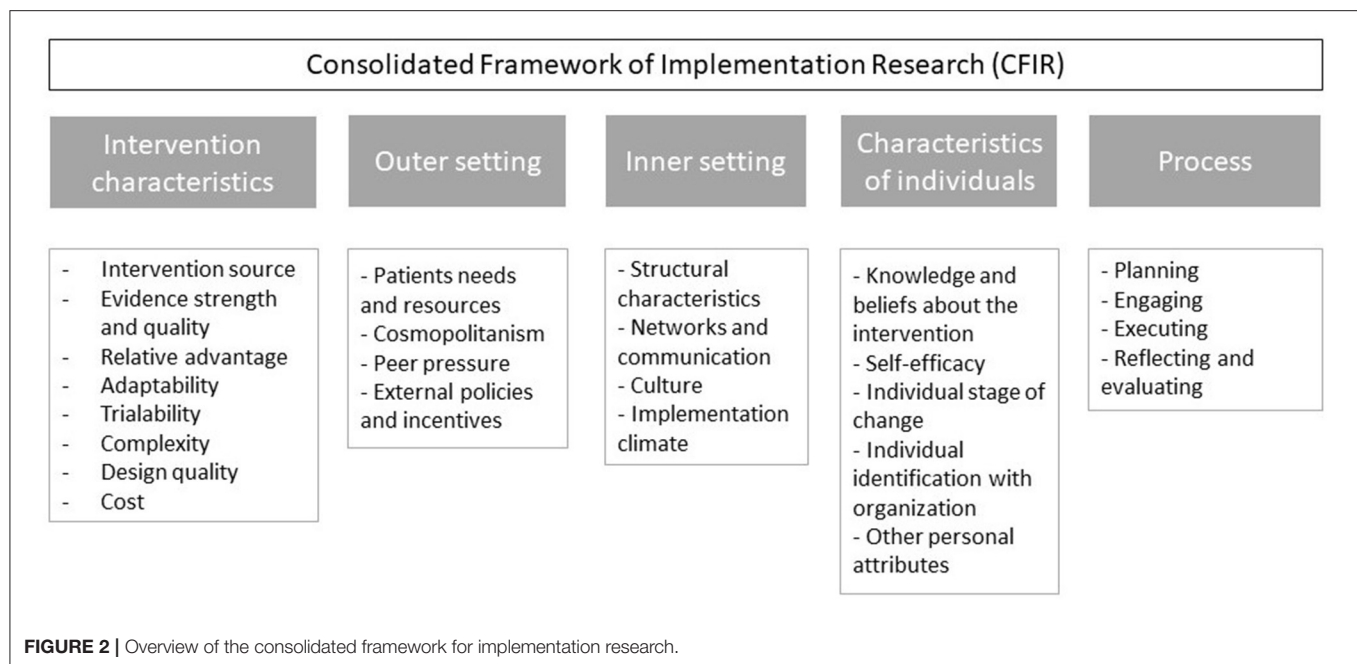 Consolidated Framework of Implementation Research (CFIR)
Intervention
characteristics
Outer setting
Inner setting
Characteristics
of individuals
Process
- Intervention source
- Evidence strength
and quality
- Relative advantage
- Adaptability
- Trialability
- Complexity
- Design quality
- Cost
- Patients needs
and resources
- Cosmopolitanism
- Peer pressure
- External policies
and incentives
- Structural
characteristics
- Networks and
communication
- Culture
- Implementation
climate
- Knowledge and
beliefs about the
intervention
- Self-efficacy
- Individual stage of
change
- Individual
identification with
organization
- Other personal
attributes
- Planning
- Engaging
- Executing
- Reflecting and
evaluating
FIGURE 2 | Overview of the consolidated framework for implementation research.